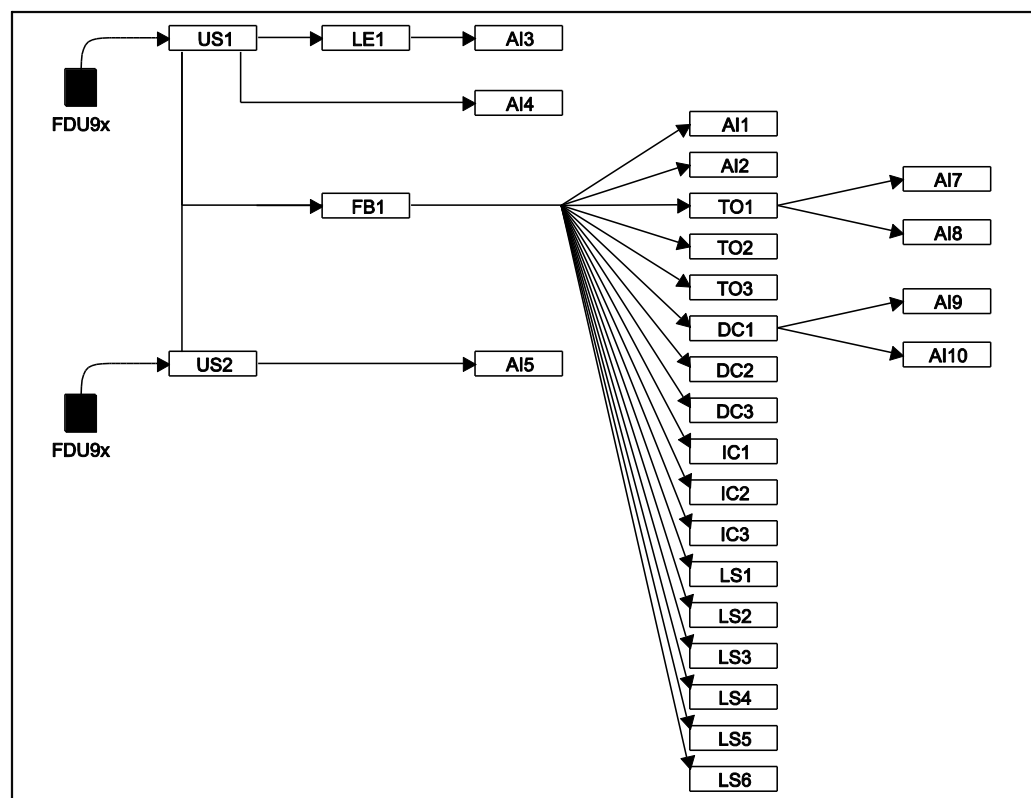 US1
LE1
AI3
FDU9x
AI4
AI1
AI2
AI7
FB1
TO1
AI8
TO2
TO3
AI9
DC1
AI10
US2
AI5
DC2
DC3
FDU9x
IC1
IC2
IC3
LS1
LS2
LS3
LS4
LS5
LS6